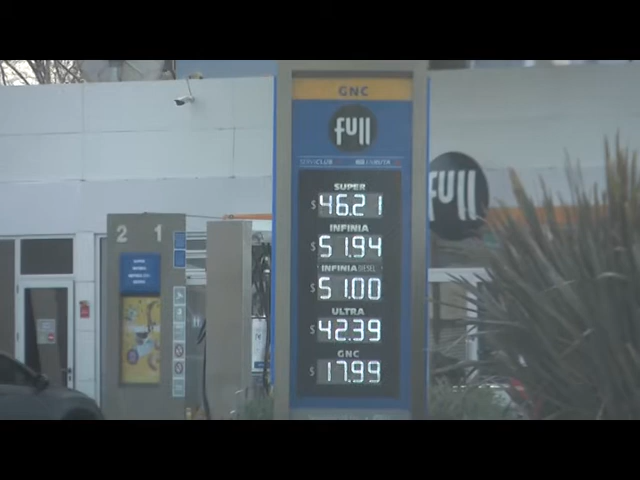 GNC
full
SUPER
$ 46.21
INFINIA
$ 51.94
INFINIA DIESEL
$ 51.00
ULTRA
$ 42.39
GNC
$ 17.99
full
2 1